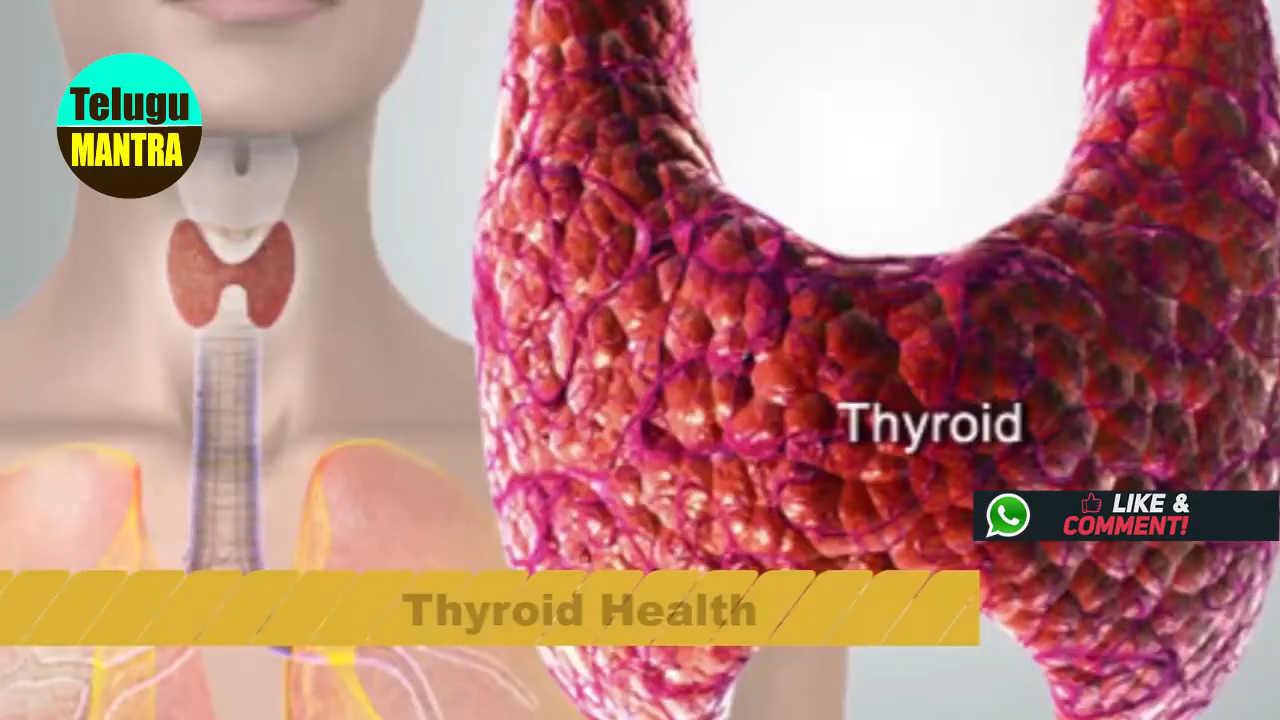 Telugu
MANTRA
Thyroid
LIKE &
COMMENT!
Thyroid Health